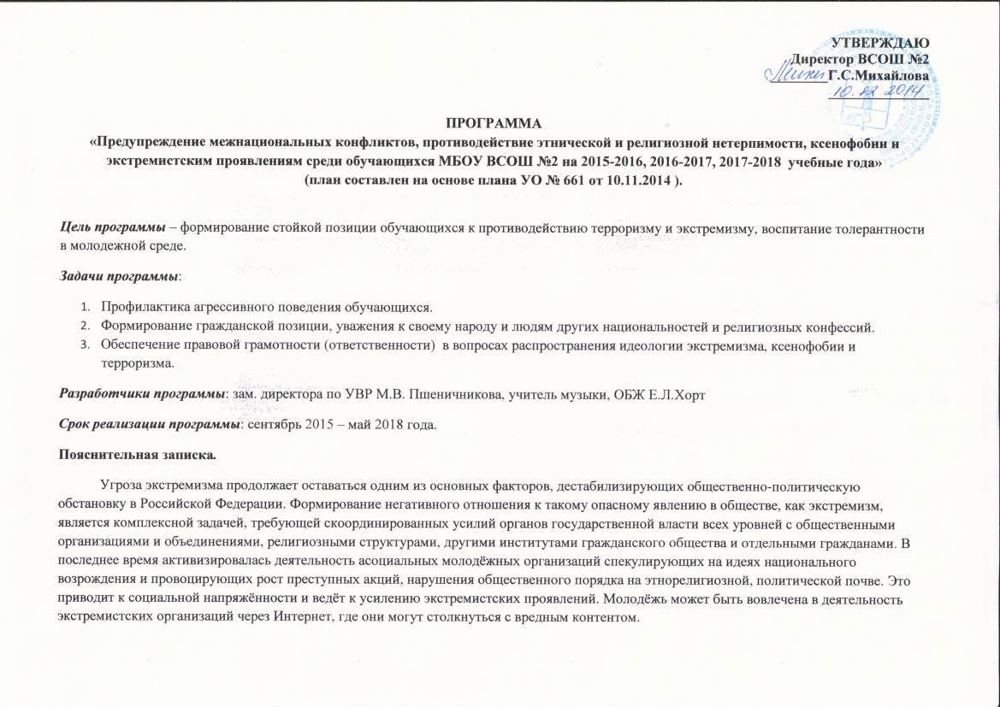 УТВЕРЖДАЮ
Директор ВСОШ №2
Г.С.Михайлова
10. 12 2014
ПРОГРАММА
«Предупреждение межнациональных конфликтов, противодействие этнической и религиозной нетерпимости, ксенофобии и
экстремистским проявлениям среди обучающихся МБОУ ВСОШ №2 на 2015-2016, 2016-2017, 2017-2018 учебные года»
(план составлен на основе плана УО № 661 от 10.11.2014 ).
Цель программы – формирование стойкой позиции обучающихся к противодействию терроризму и экстремизму, воспитание толерантности
в молодежной среде.
Задачи программы:
1. Профилактика агрессивного поведения обучающихся.
2. Формирование гражданской позиции, уважения к своему народу и людям других национальностей и религиозных конфессий.
3. Обеспечение правовой грамотности (ответственности) в вопросах распространения идеологии экстремизма, ксенофобии и
терроризма.
Разработчики программы: зам. директора по УВР М.В. Пшеничникова, учитель музыки, ОБЖ Е.Л.Хорт
Срок реализации программы: сентябрь 2015 – май 2018 года.
Пояснительная записка.
Угроза экстремизма продолжает оставаться одним из основных факторов, дестабилизирующих общественно-политическую
обстановку в Российской Федерации. Формирование негативного отношения к такому опасному явлению в обществе, как экстремизм,
является комплексной задачей, требующей скоординированных усилий органов государственной власти всех уровней с общественными
организациями и объединениями, религиозными структурами, другими институтами гражданского общества и отдельными гражданами. В
последнее время активизировалась деятельность асоциальных молодёжных организаций спекулирующих на идеях национального
возрождения и провоцирующих рост преступных акций, нарушения общественного порядка на этнорелигиозной, политической почве. Это
приводит к социальной напряжённости и ведёт к усилению экстремистских проявлений. Молодёжь может быть вовлечена в деятельность
экстремистских организаций через Интернет, где они могут столкнуться с вредным контентом.